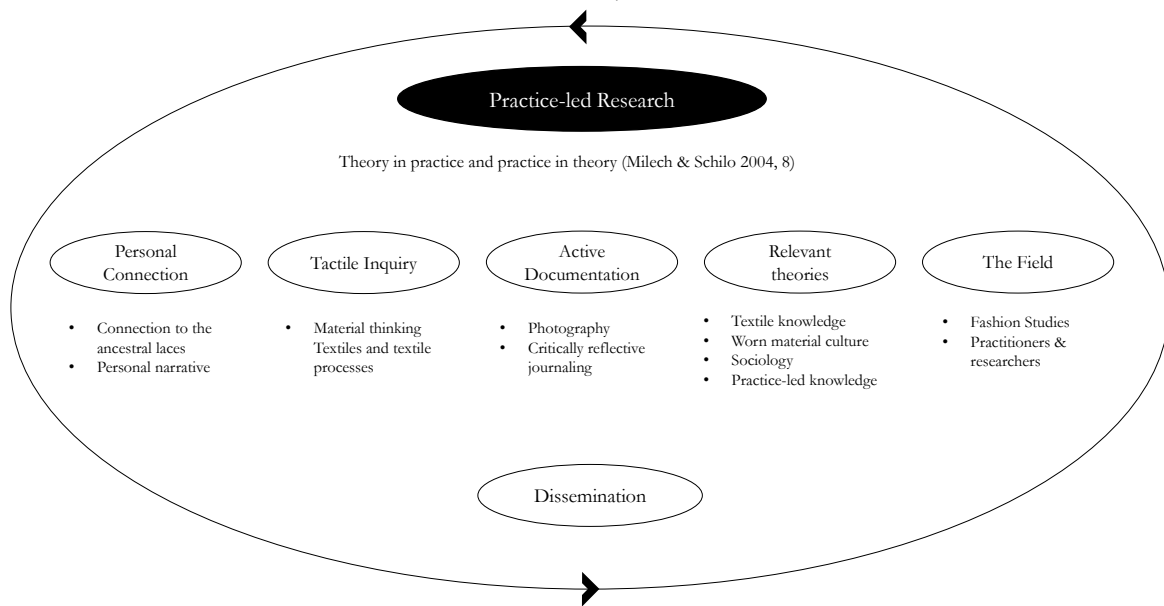 Practice-led Research
Theory in practice and practice in theory (Milech & Schilo 2004, 8)
Personal
Connection
• Connection to the
ancestral laces
• Personal narrative
Tactile Inquiry
• Material thinking
Textiles and textile
processes
Active
Documentation
• Photography
• Critically reflective
journaling
Relevant
theories
• Textile knowledge
• Worn material culture
• Sociology
• Practice-led knowledge
The Field
• Fashion Studies
• Practitioners &
researchers
Dissemination